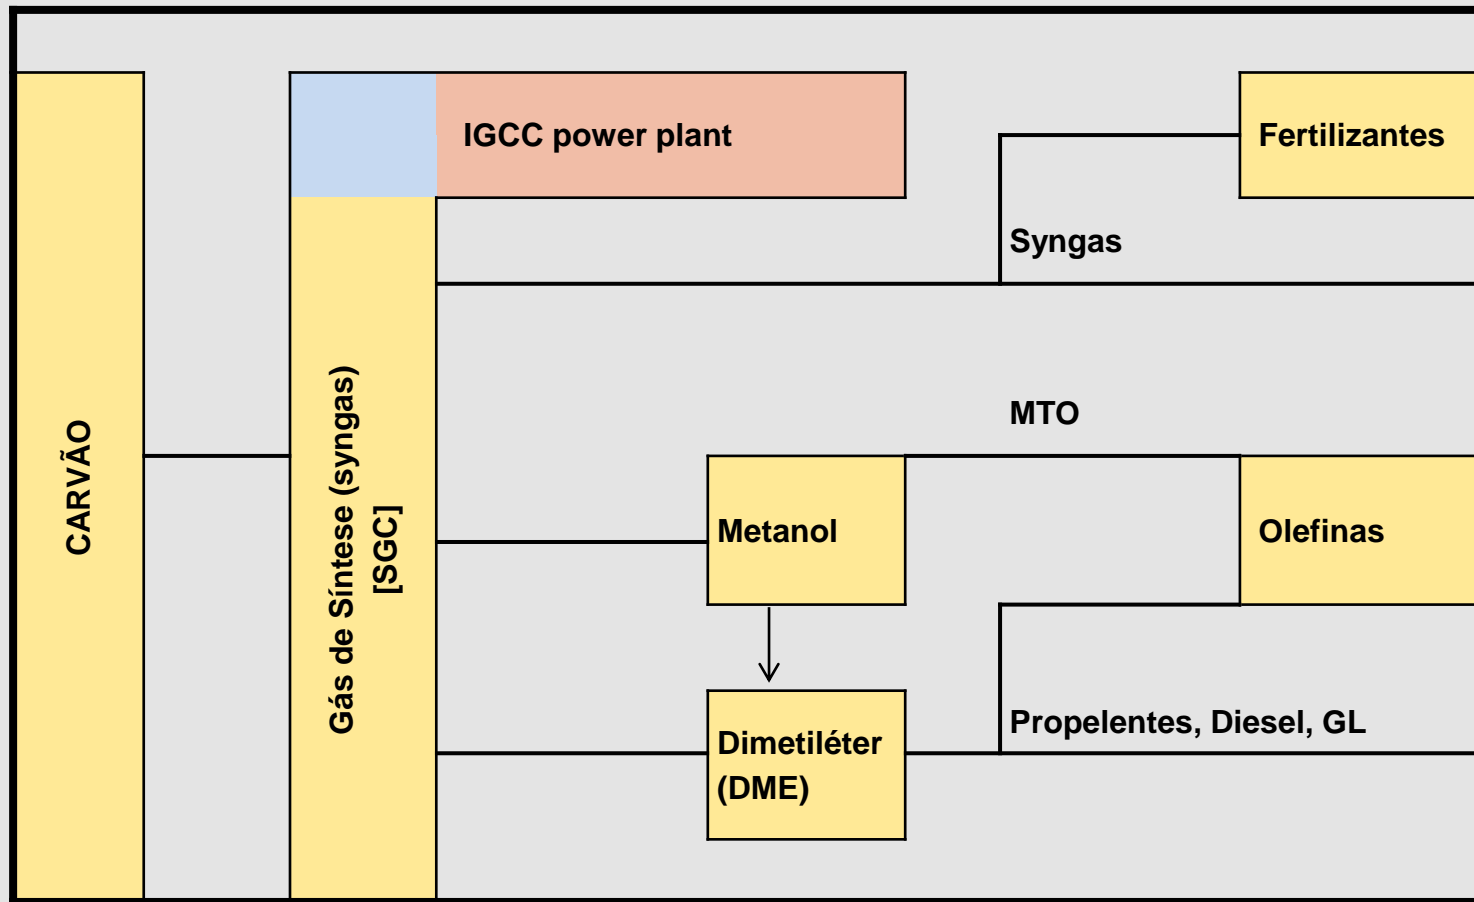 IGCC power plant
Fertilizantes
Syngas
MTO
CARVÃO
Gás de Síntese (syngas)
[SGC]
Metanol
Olefinas
Propelentes, Diesel, GL
Dimetiléter
(DME)